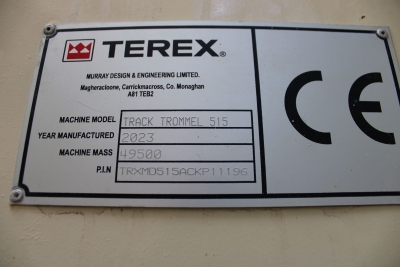 TEREX®
MURRAY DESIGN & ENGINEERING LIMITED.
Magheracloone, Carrickmacross, Co. Monaghan
A81 TEB2
MACHINE MODEL TRACK TROMMEL 515
YEAR MANUFACTURED 2023
MACHINE MASS 49500
P.I.N TRXMD515ACKP11196
CE